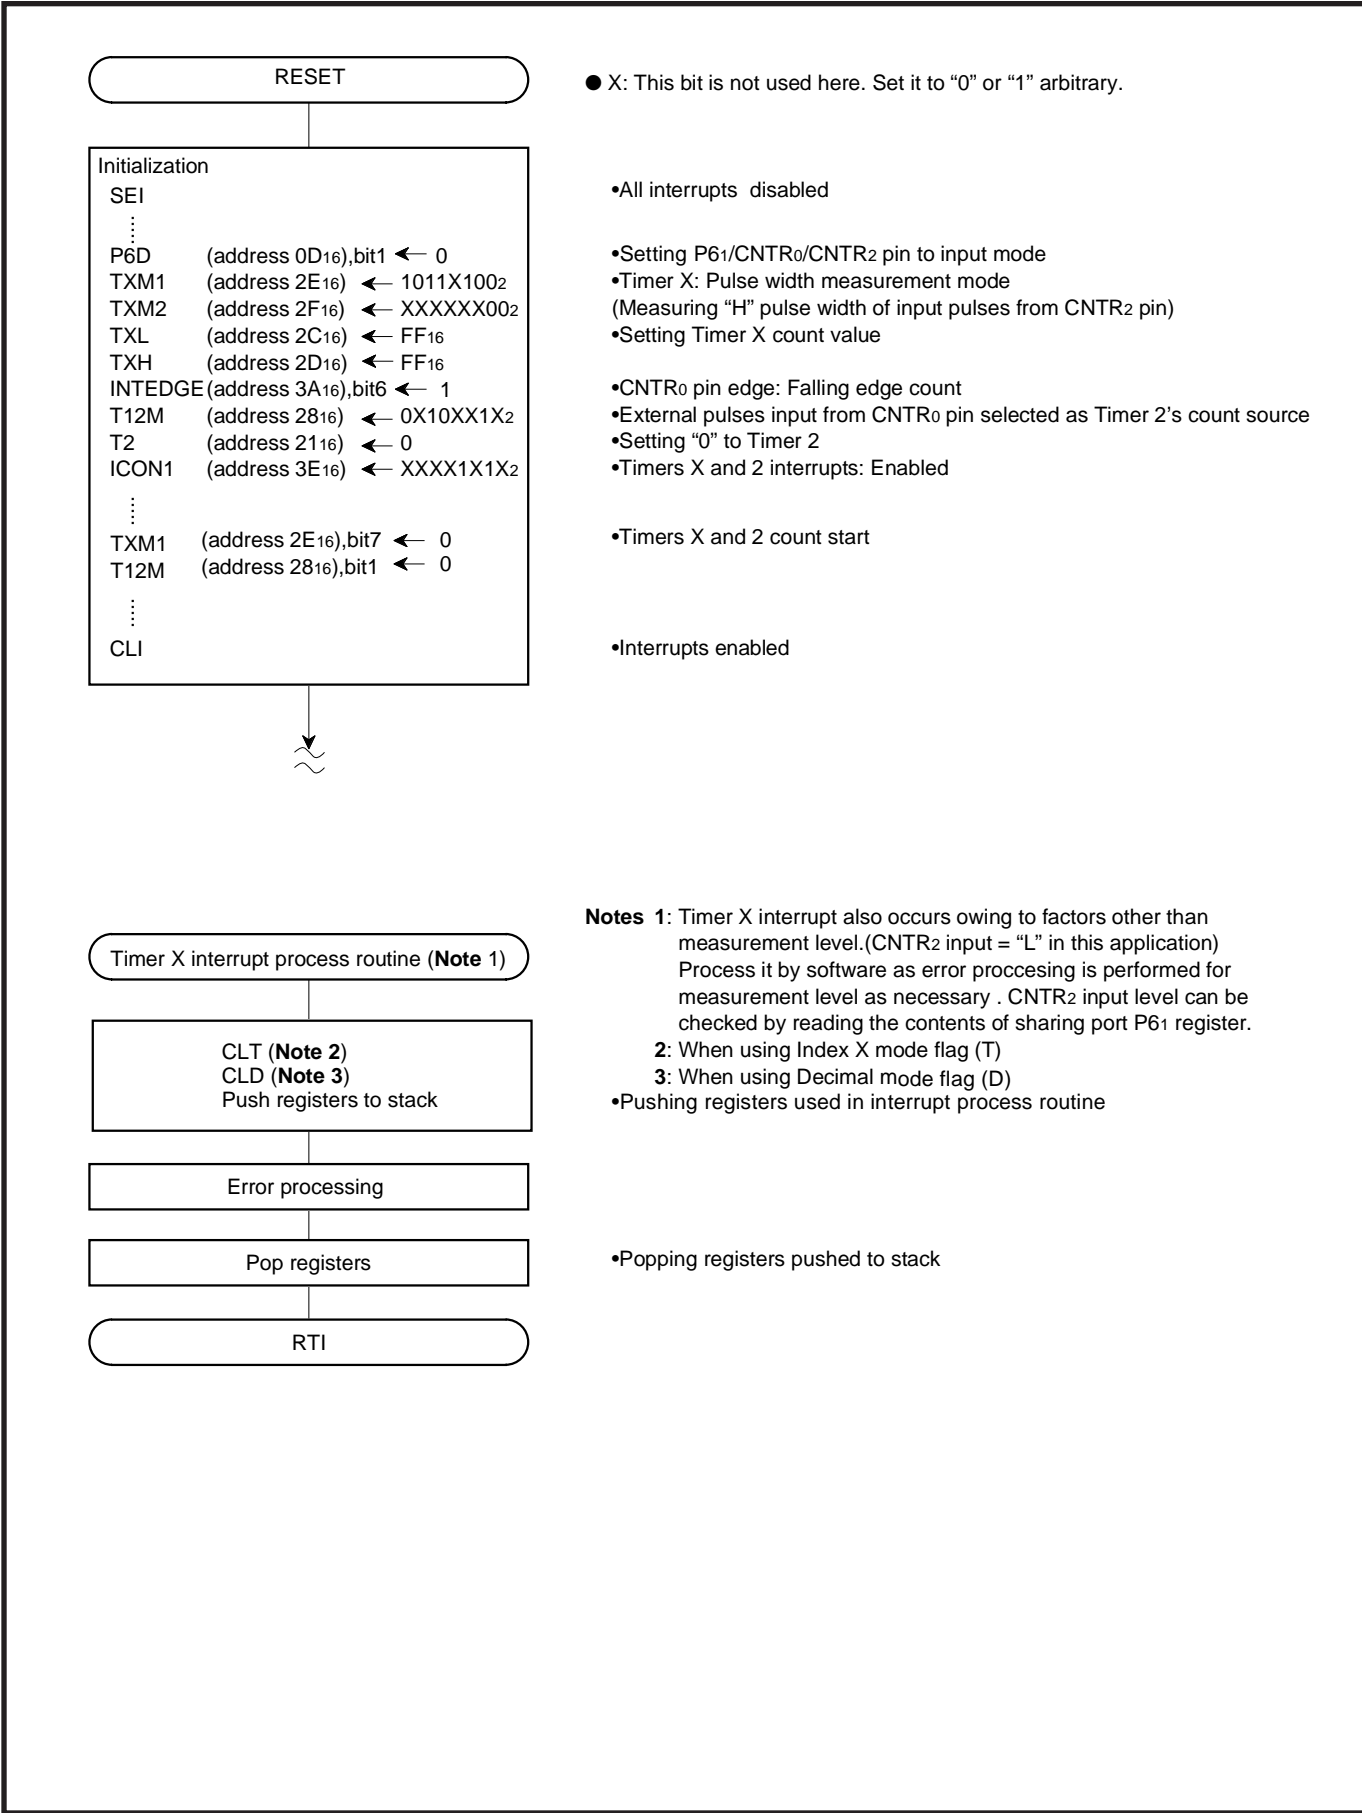 RESET
● X: This bit is not used here. Set it to “0” or “1” arbitrary.
Initialization
SEI
•All interrupts disabled
P6D (address 0D16),bit1 ← 0
•Setting P61/CNTR0/CNTR2 pin to input mode
TXM1 (address 2E16) ← 1011X1002
•Timer X: Pulse width measurement mode
TXM2 (address 2F16) ← XXXXXX002
(Measuring “H” pulse width of input pulses from CNTR2 pin)
TXL (address 2C16) ← FF16
•Setting Timer X count value
TXH (address 2D16) ← FF16
INTEDGE (address 3A16),bit6 ← 1
•CNTR0 pin edge: Falling edge count
T12M (address 2816) ← 0X10XX1X2
•External pulses input from CNTR0 pin selected as Timer 2’s count source
T2 (address 2116) ← 0
•Setting “0” to Timer 2
ICON1 (address 3E16) ← XXXX1X1X2
•Timers X and 2 interrupts: Enabled
TXM1 (address 2E16),bit7 ← 0
•Timers X and 2 count start
T12M (address 2816),bit1 ← 0
CLI
•Interrupts enabled
Timer X interrupt process routine (Note 1)
Notes 1: Timer X interrupt also occurs owing to factors other than
measurement level.(CNTR2 input = “L” in this application)
Process it by software as error proccesing is performed for
measurement level as necessary . CNTR2 input level can be
checked by reading the contents of sharing port P61 register.
2: When using Index X mode flag (T)
3: When using Decimal mode flag (D)
CLT (Note 2)
CLD (Note 3)
Push registers to stack
•Pushing registers used in interrupt process routine
Error processing
Pop registers
•Popping registers pushed to stack
RTI